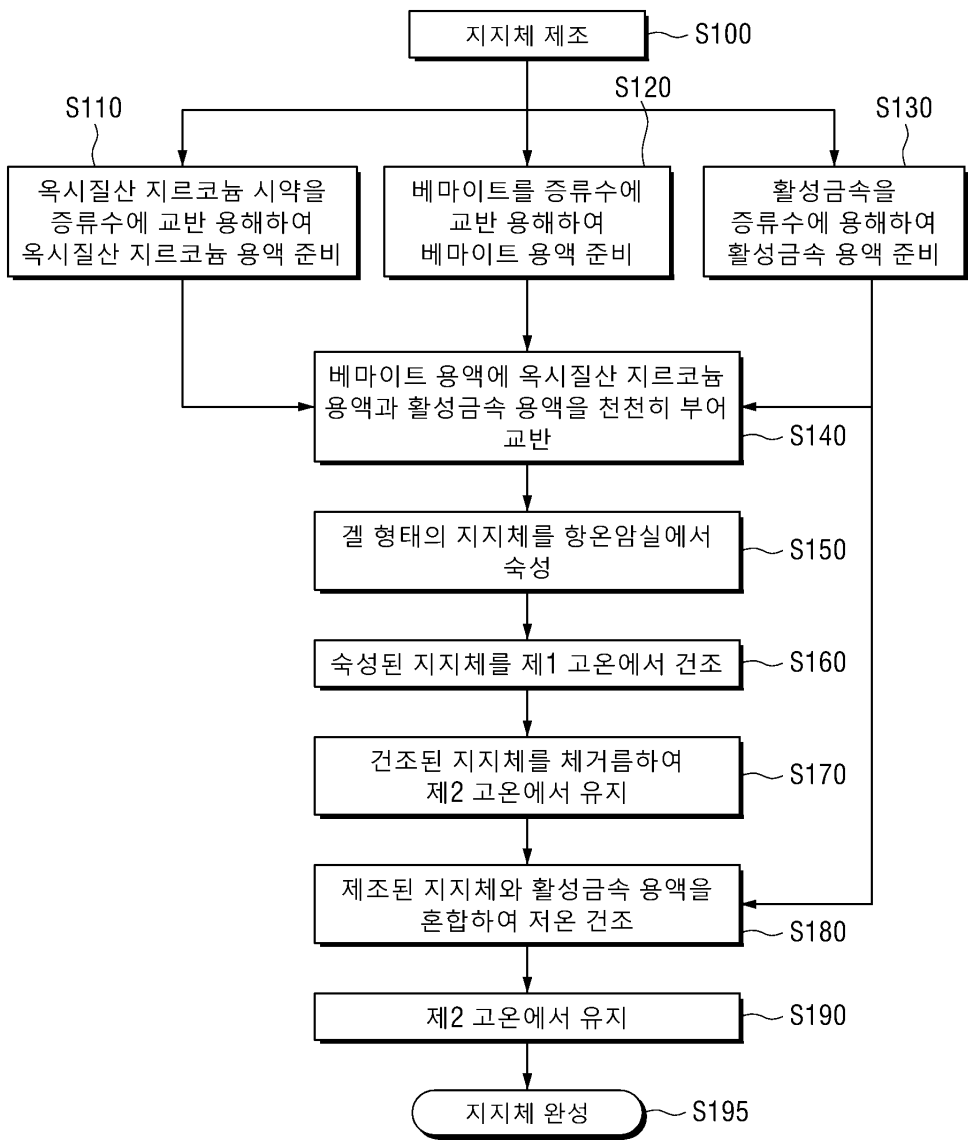 지지체 제조
S100
S110
S120
S130
옥시질산 지르코늄 시약을
증류수에 교반 용해하여
옥시질산 지르코늄 용액 준비
베마이트를 증류수에
교반 용해하여
베마이트 용액 준비
활성금속을
증류수에 용해하여
활성금속 용액 준비
베마이트 용액에 옥시질산 지르코늄
용액과 활성금속 용액을 천천히 부어
교반
S140
겔 형태의 지지체를 항온암실에서
숙성
S150
숙성된 지지체를 제1 고온에서 건조
S160
건조된 지지체를 체거름하여
제2 고온에서 유지
S170
제조된 지지체와 활성금속 용액을
혼합하여 저온 건조
S180
제2 고온에서 유지
S190
지지체 완성
S195